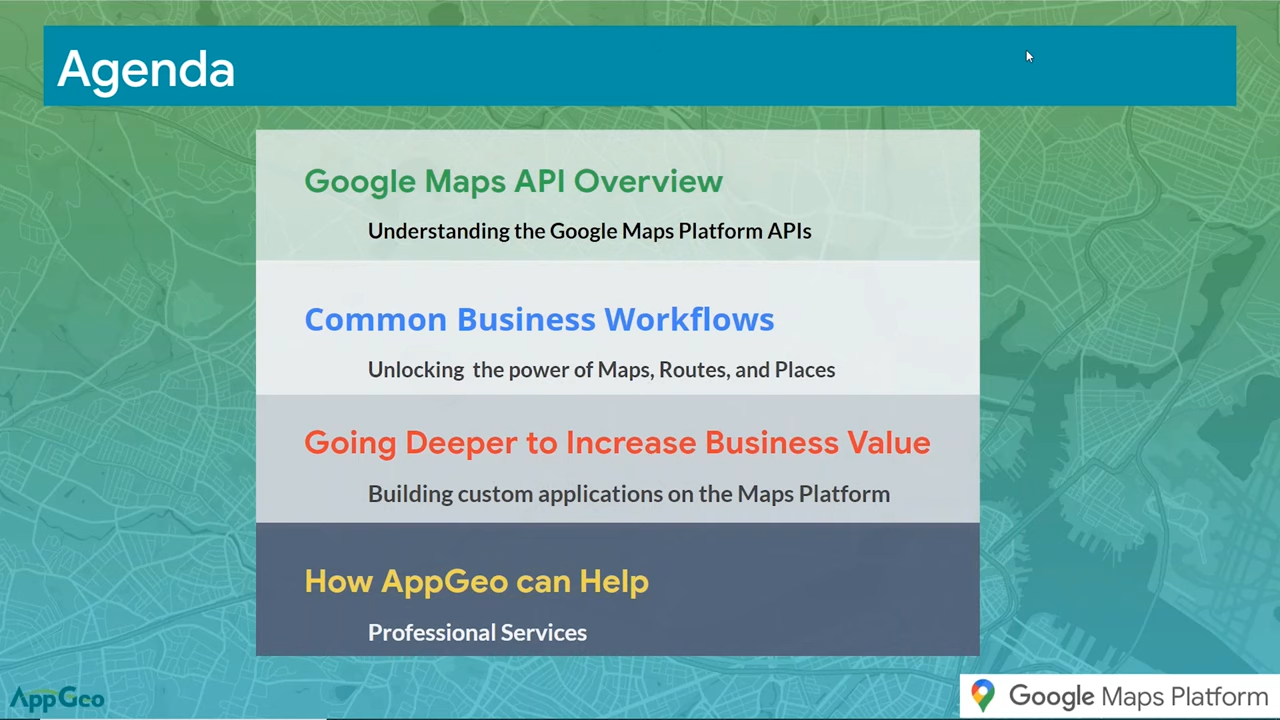 Agenda
Google Maps API Overview
Understanding the Google Maps Platform APIs
Common Business Workflows
Unlocking the power of Maps, Routes, and Places
Going Deeper to Increase Business Value
Building custom applications on the Maps Platform
How AppGeo can Help
Professional Services
AppGeo
Google Maps Platform